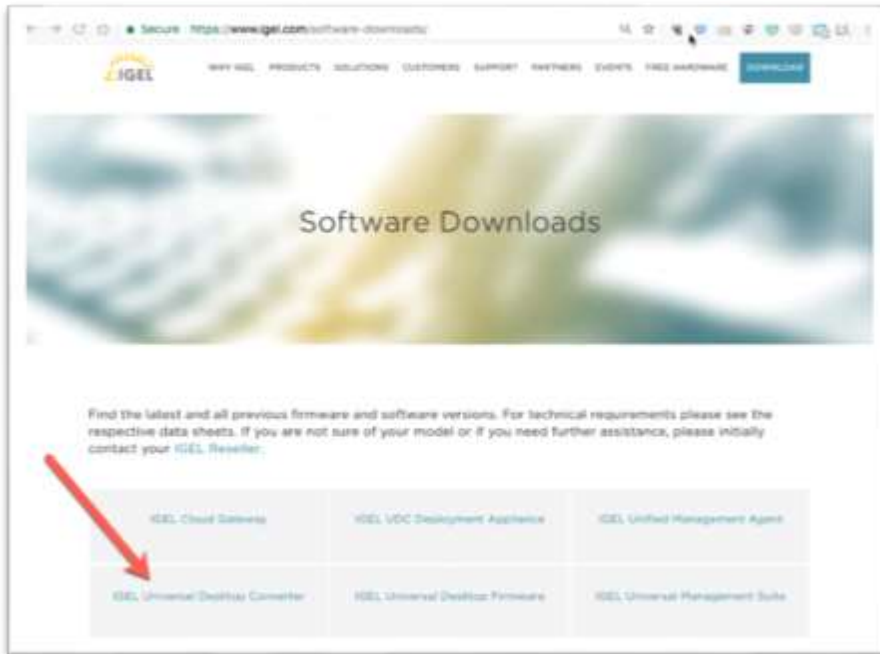 Secure https://www.igel.com/software-downloads/
IGEL
WHY IGEL PRODUCTS SOLUTIONS CUSTOMERS SUPPORT PARTNERS EVENTS FREE HARDWARE DOWNLOAD
Software Downloads
Find the latest and all previous firmware and software versions. For technical requirements please see the
respective data sheets. If you are not sure of your model or if you need further assistance, please initially
contact your IGEL Reseller.
IGEL Cloud Gateway IGEL UDC Deployment Appliance IGEL Unified Management Agent
IGEL Universal Desktop Converter IGEL Universal Desktop Firmware IGEL Universal Management Suite